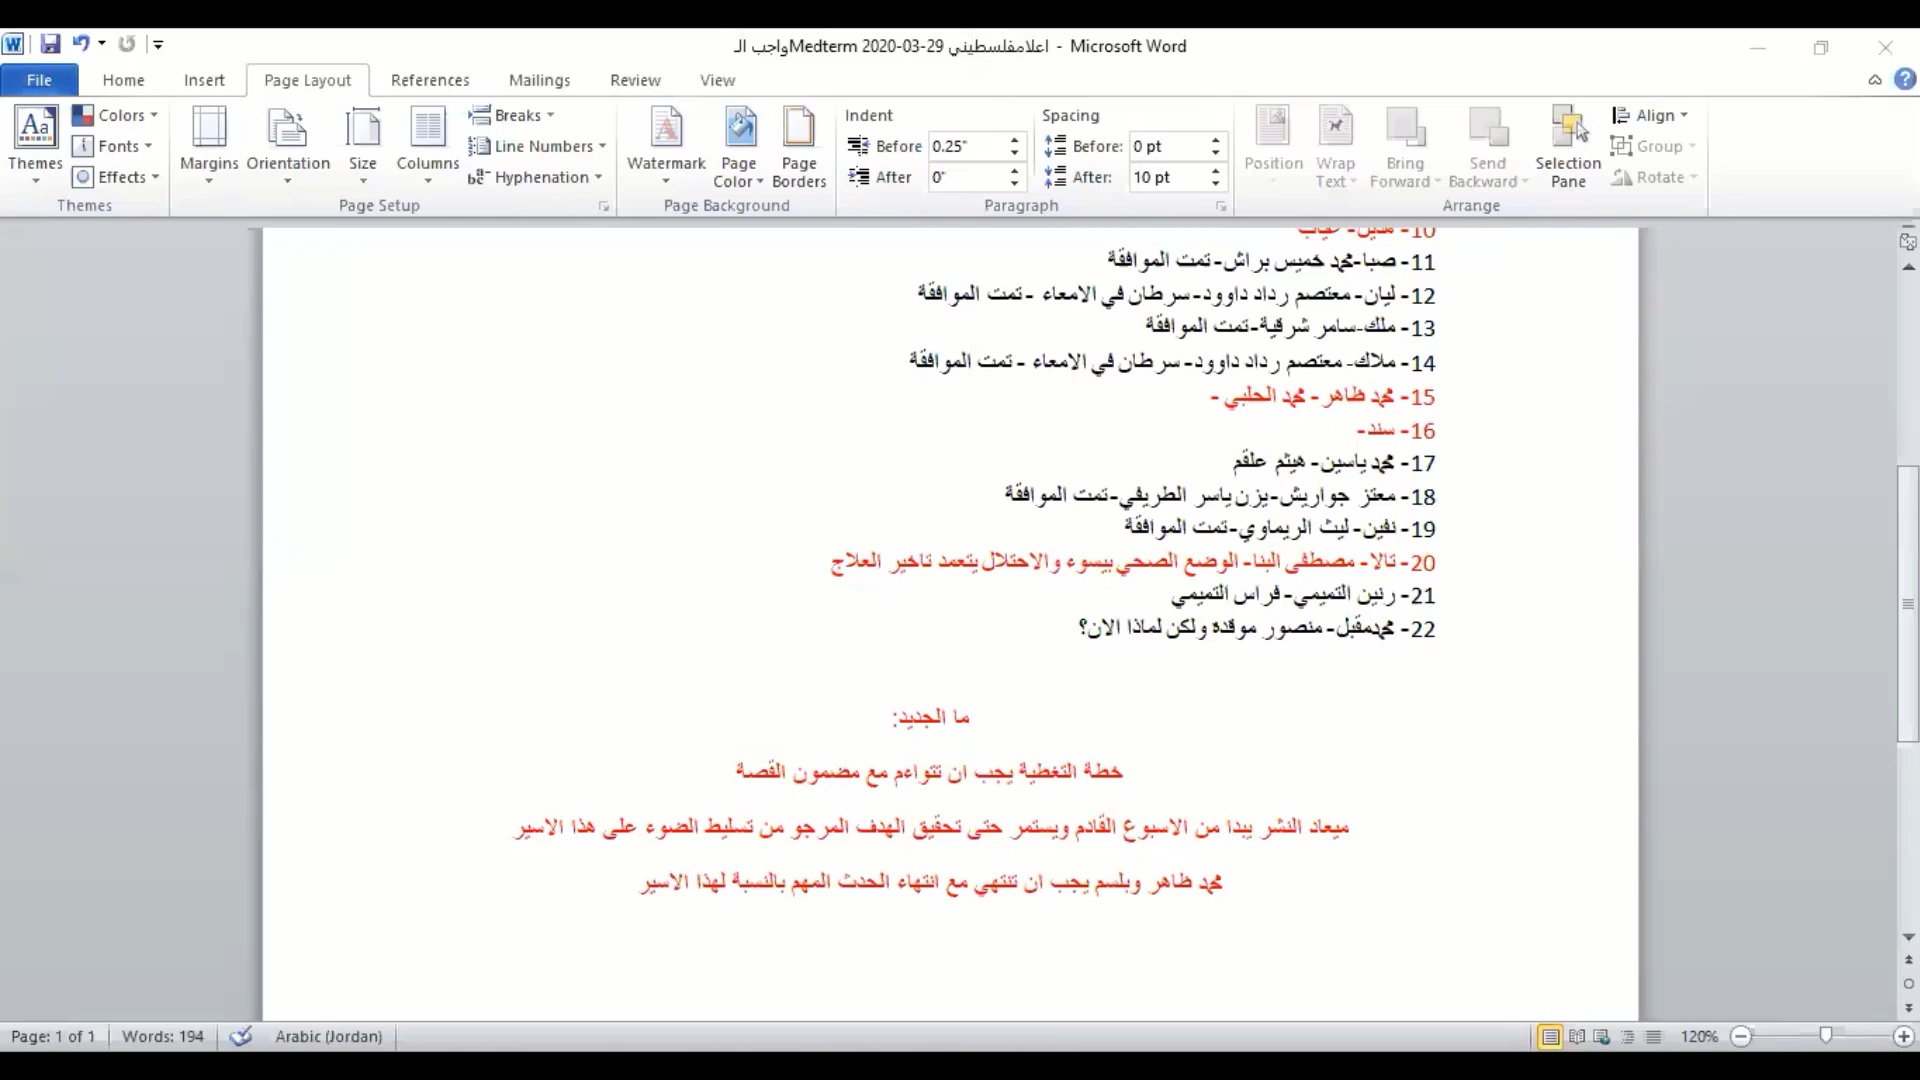 واجب الـMedterm 2020-03-29 اعلامفلسطيني - Microsoft Word
File Home Insert Page Layout References Mailings Review View
Themes Colors Fonts Effects
Margins Orientation Size Columns Breaks Line Numbers Hyphenation
Watermark Page Color Page Borders
Indent Before 0.25" After 0"
Spacing Before: 0 pt After: 10 pt
Position Wrap Text Bring Forward Send Backward Selection Pane Align Group Rotate
Themes Page Setup Page Background Paragraph Arrange
10- غياب
11- صبا-محمد خميس براش- تمت الموافقة
12- ليان- معتصم رداد داوود- سرطان في الامعاء - تمت الموافقة
13- ملك-سامر شرقية-تمت الموافقة
14- ملاك- معتصم رداد داوود- سرطان في الامعاء - تمت الموافقة
15- محمد ظاهر- محمد الحلبي -
16- سند-
17- محمد ياسين- هيثم علقم
18- معتز جواريش-يزن ياسر الطريفي-تمت الموافقة
19- نفين- ليث الريماوي-تمت الموافقة
20- تالا- مصطفى البنا- الوضع الصحي بيسوء والاحتلال يتعمد تاخير العلاج
21- رنين التميمي- فراس التميمي
22- محمدمقبل- منصور موقدة ولكن لماذا الان؟
ما الجديد:
خطة التغطية يجب ان تتواءم مع مضمون القصة
ميعاد النشر يبدا من الاسبوع القادم ويستمر حتى تحقيق الهدف المرجو من تسليط الضوء على هذا الاسير
محمد ظاهر وبلسم يجب ان تنتهي مع انتهاء الحدث المهم بالنسبة لهذا الاسير
Page: 1 of 1 Words: 194 Arabic (Jordan) 120%